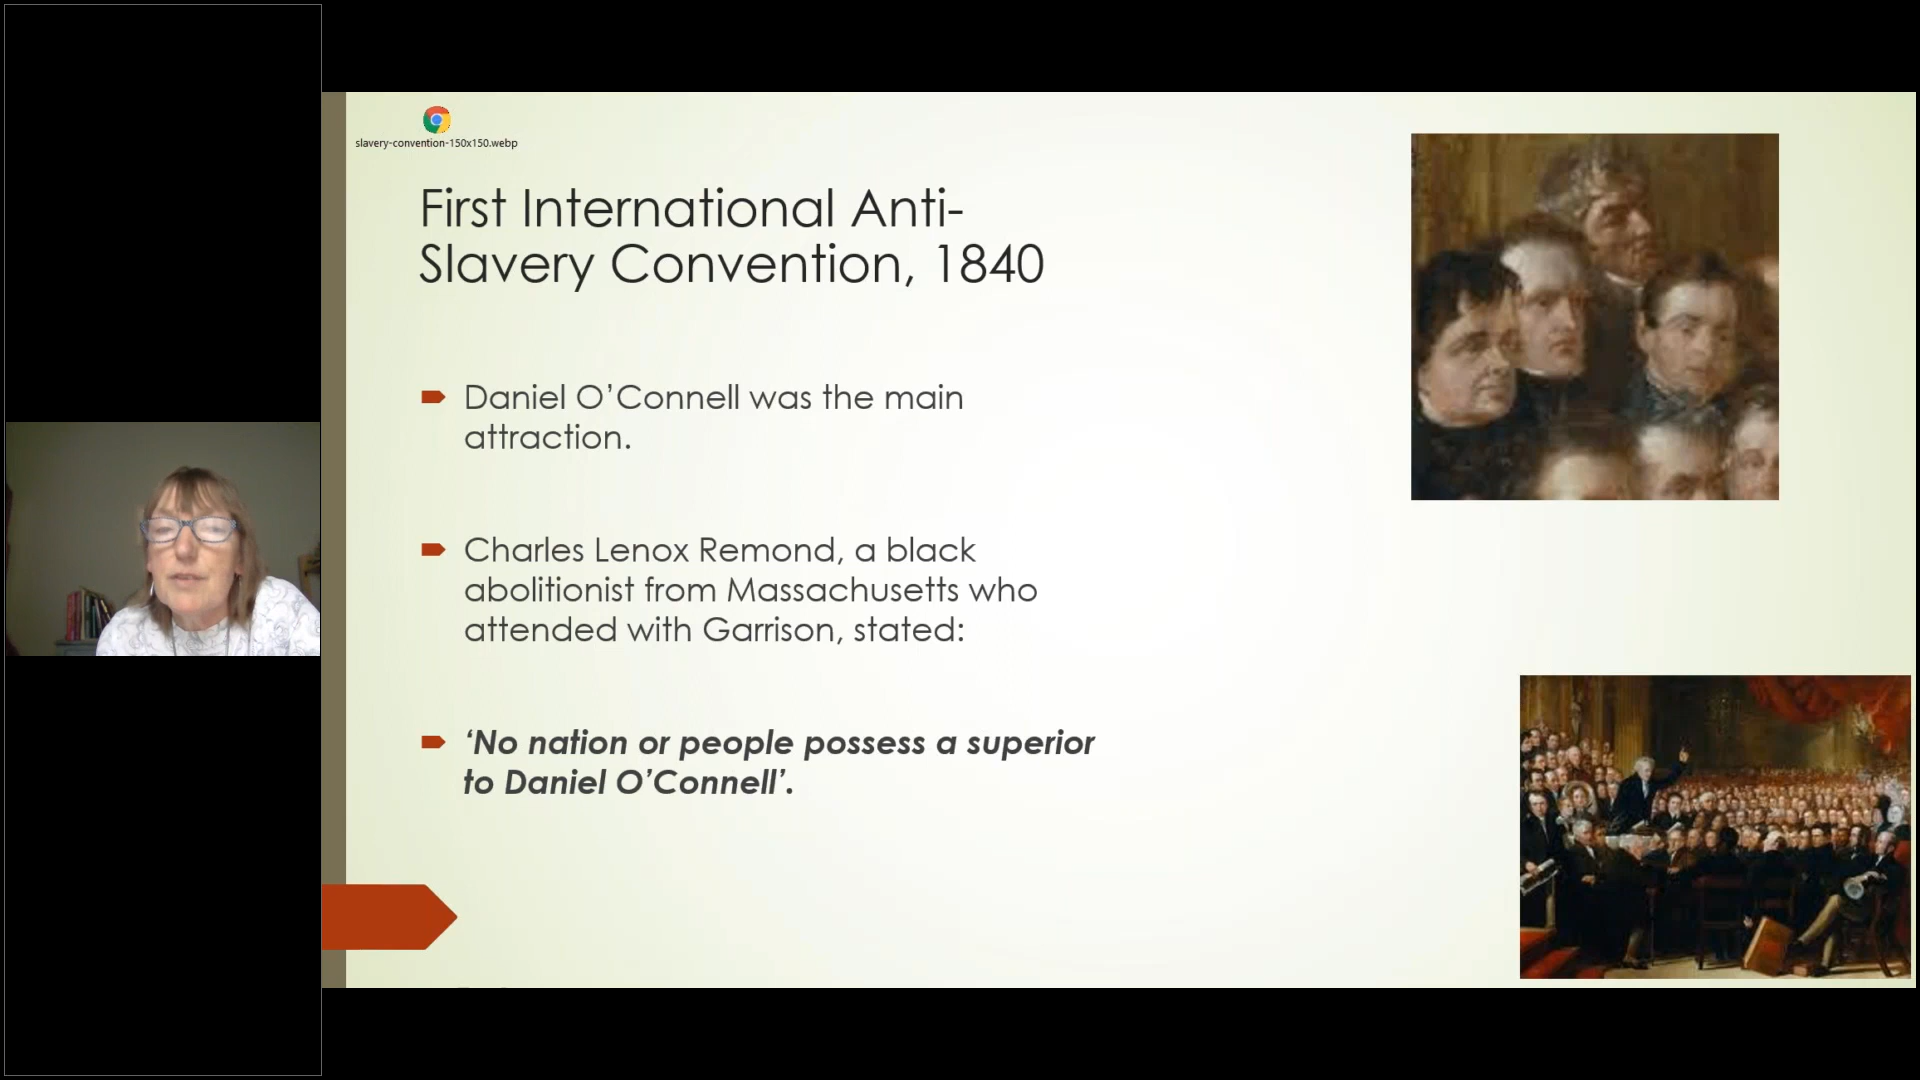 slavery-convention-150x150.webp
First International Anti-
Slavery Convention, 1840
Daniel O’Connell was the main
attraction.
Charles Lenox Remond, a black
abolitionist from Massachusetts who
attended with Garrison, stated:
‘No nation or people possess a superior
to Daniel O’Connell’.